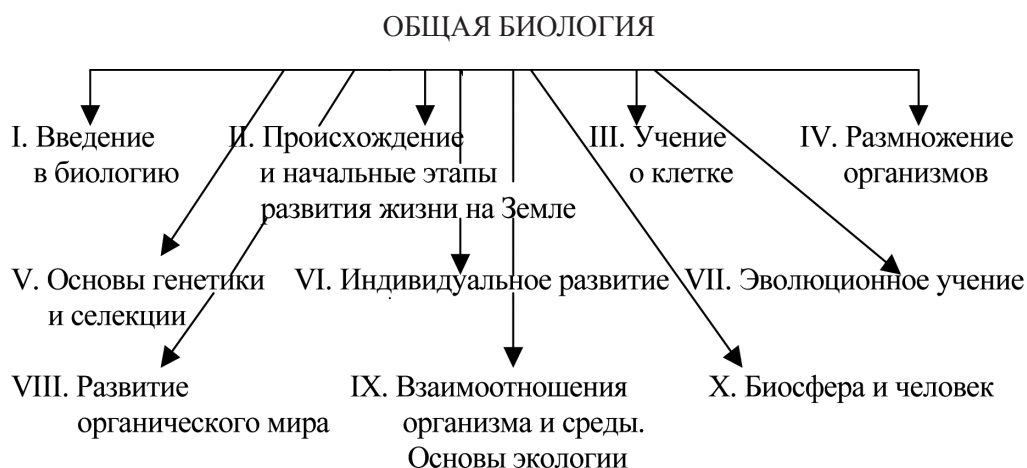 ОБЩАЯ БИОЛОГИЯ
I. Введение
в биологию
II. Происхождение
и начальные этапы
развития жизни на Земле
III. Учение
о клетке
IV. Размножение
организмов
V. Основы генетики
и селекции
VI. Индивидуальное развитие
VII. Эволюционное учение
VIII. Развитие
органического мира
IX. Взаимоотношения
организма и среды.
Основы экологии
X. Биосфера и человек